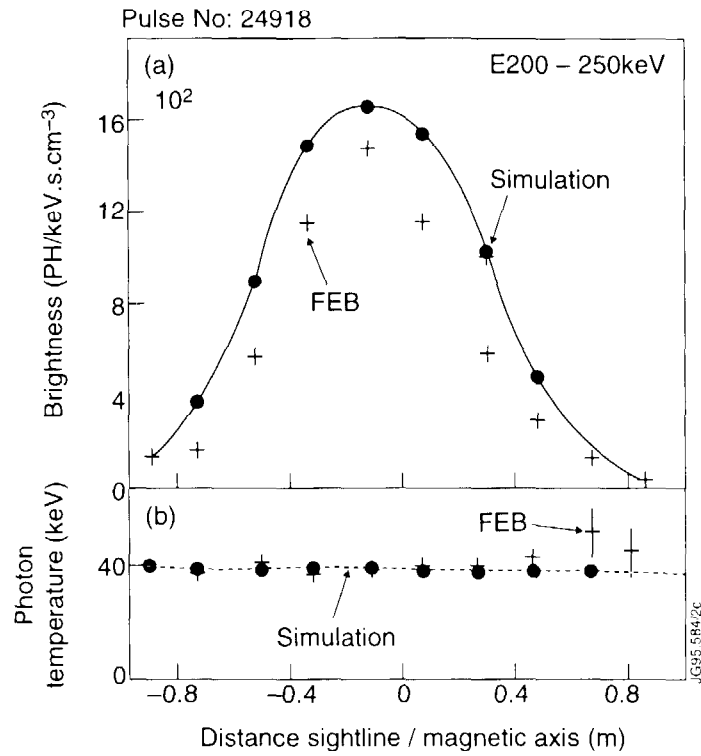 Pulse No: 24918
(a)
E200 – 250keV
10²
Brightness (PH/keV.s.cm⁻³)
16
12
8
4
0
Simulation
FEB
(b)
Photon
temperature (keV)
40
0
FEB
Simulation
–0.8
–0.4
0
0.4
0.8
Distance sightline / magnetic axis (m)
JG95.584/2c